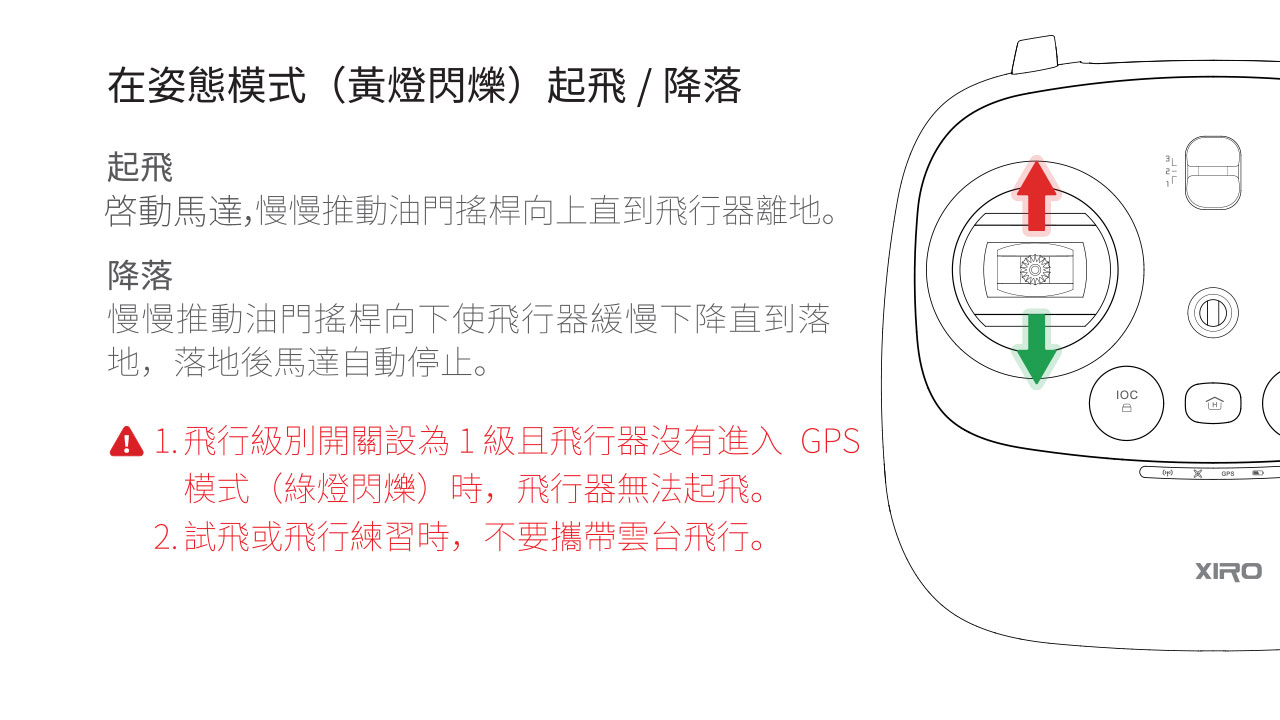 在姿態模式（黃燈閃爍）起飛 / 降落
起飛
啓動馬達,慢慢推動油門搖桿向上直到飛行器離地。
降落
慢慢推動油門搖桿向下使飛行器緩慢下降直到落
地，落地後馬達自動停止。
1. 飛行級別開關設為 1 級且飛行器沒有進入 GPS
模式（綠燈閃爍）時，飛行器無法起飛。
2. 試飛或飛行練習時，不要攜帶雲台飛行。
3
2
1
IOC
H
GPS
XIRO